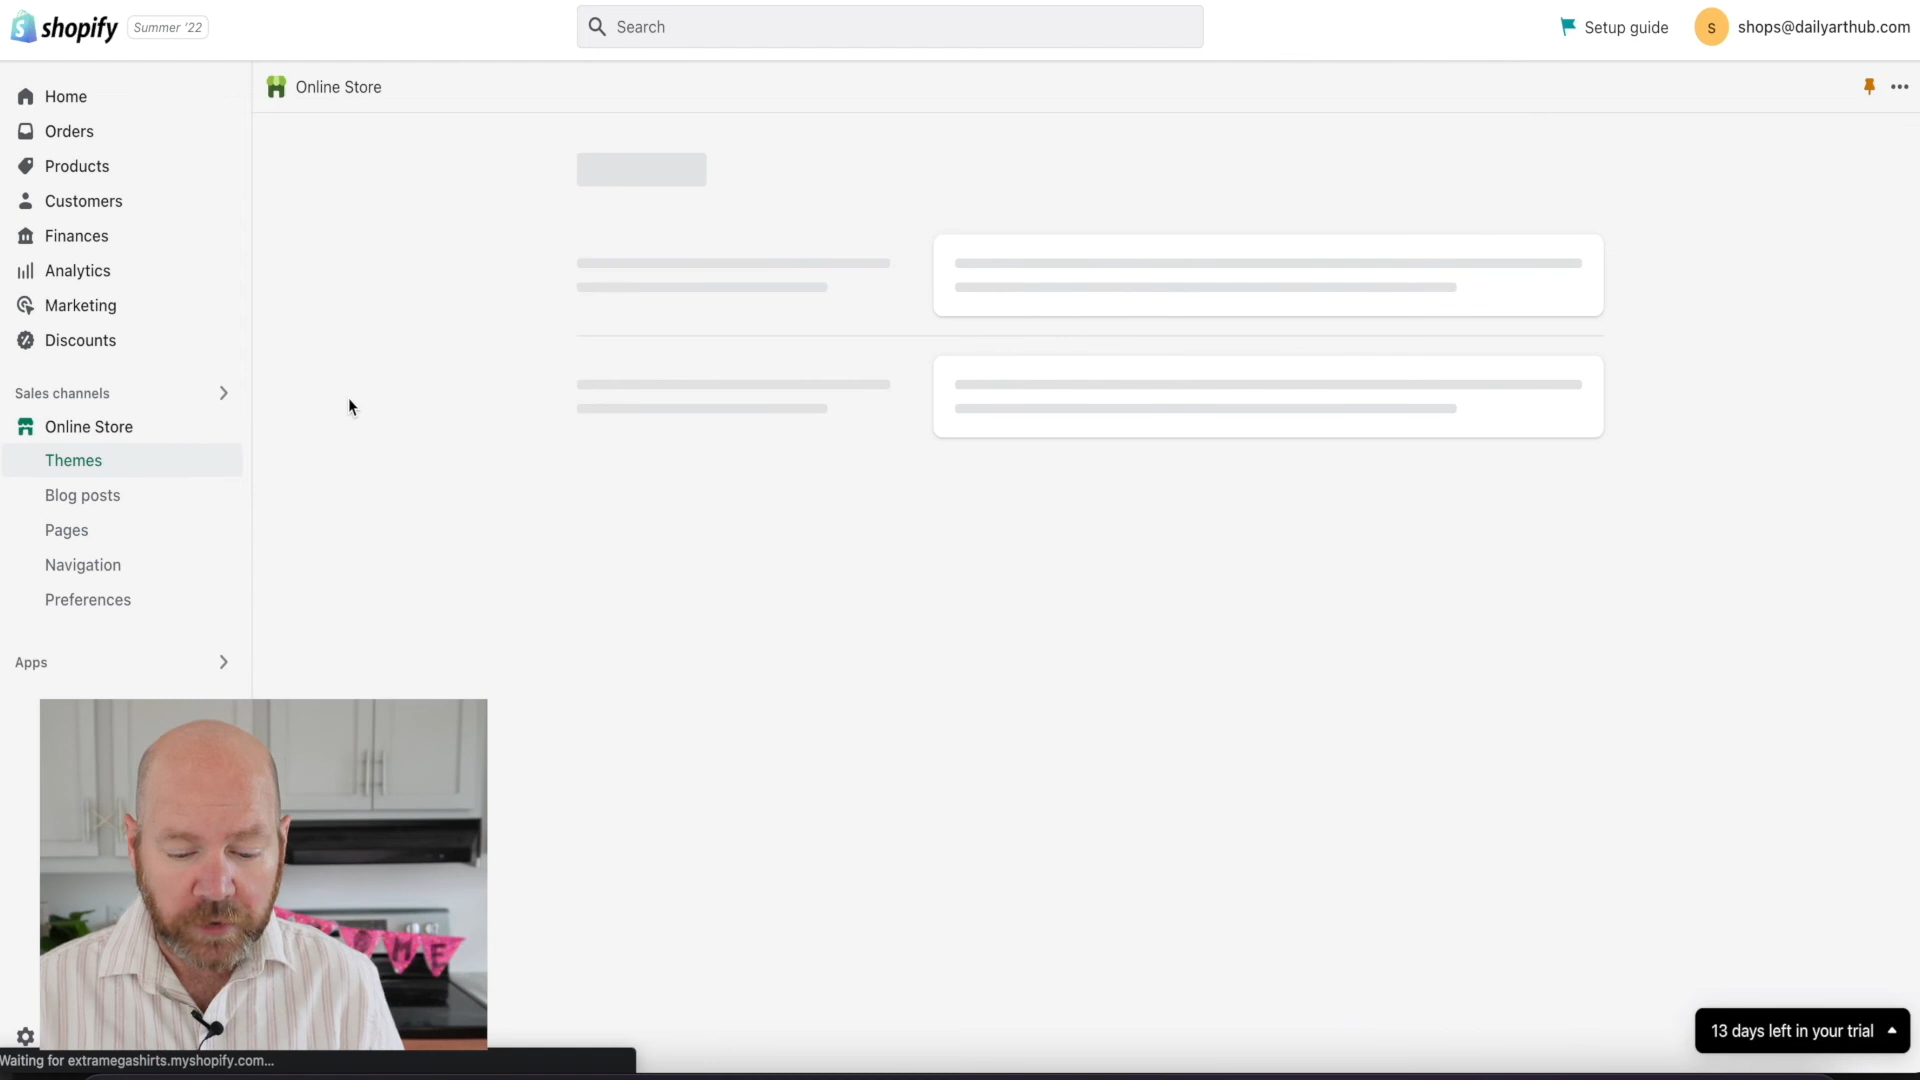 shopify
Summer '22
Search
Setup guide
S
shops@dailyarthub.com
Home
Online Store
Orders
Products
Customers
Finances
Analytics
Marketing
Discounts
Sales channels
Online Store
Themes
Blog posts
Pages
Navigation
Preferences
Apps
13 days left in your trial
Waiting for extramegashirts.myshopify.com...